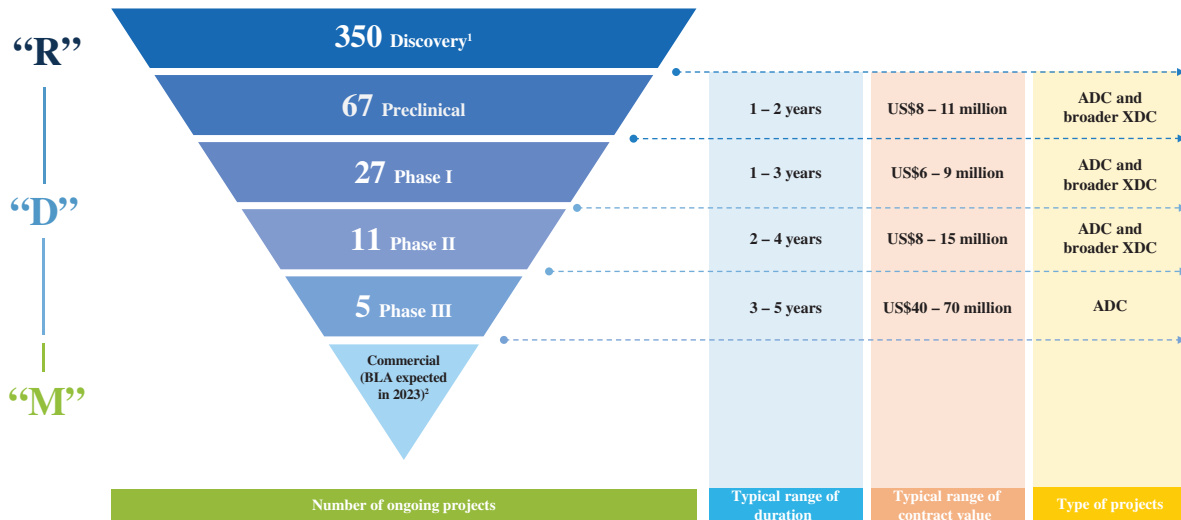 “R”
350 Discovery¹
67 Preclinical
1 – 2 years
US$8 – 11 million
ADC and
broader XDC
27 Phase I
1 – 3 years
US$6 – 9 million
ADC and
broader XDC
“D”
11 Phase II
2 – 4 years
US$8 – 15 million
ADC and
broader XDC
5 Phase III
3 – 5 years
US$40 – 70 million
ADC
“M”
Commercial
(BLA expected
in 2023)²
Number of ongoing projects
Typical range of
duration
Typical range of
contract value
Type of projects